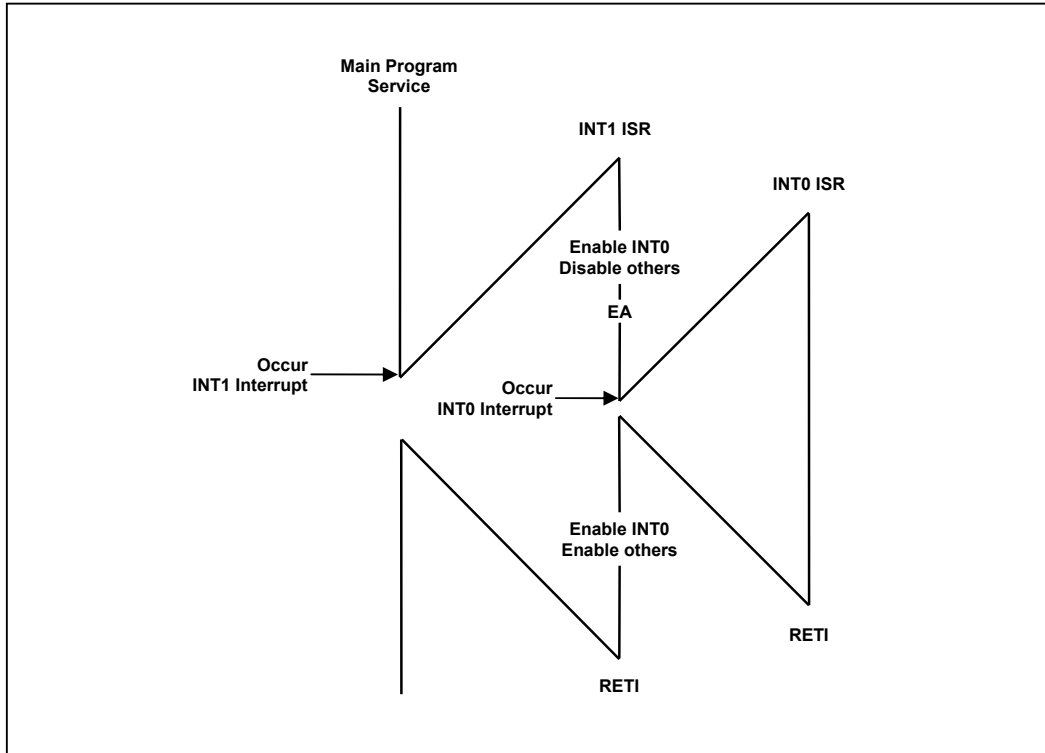 Main Program
Service
INT1 ISR
INT0 ISR
Enable INT0
Disable others
EA
Occur
INT1 Interrupt
Occur
INT0 Interrupt
Enable INT0
Enable others
RETI
RETI